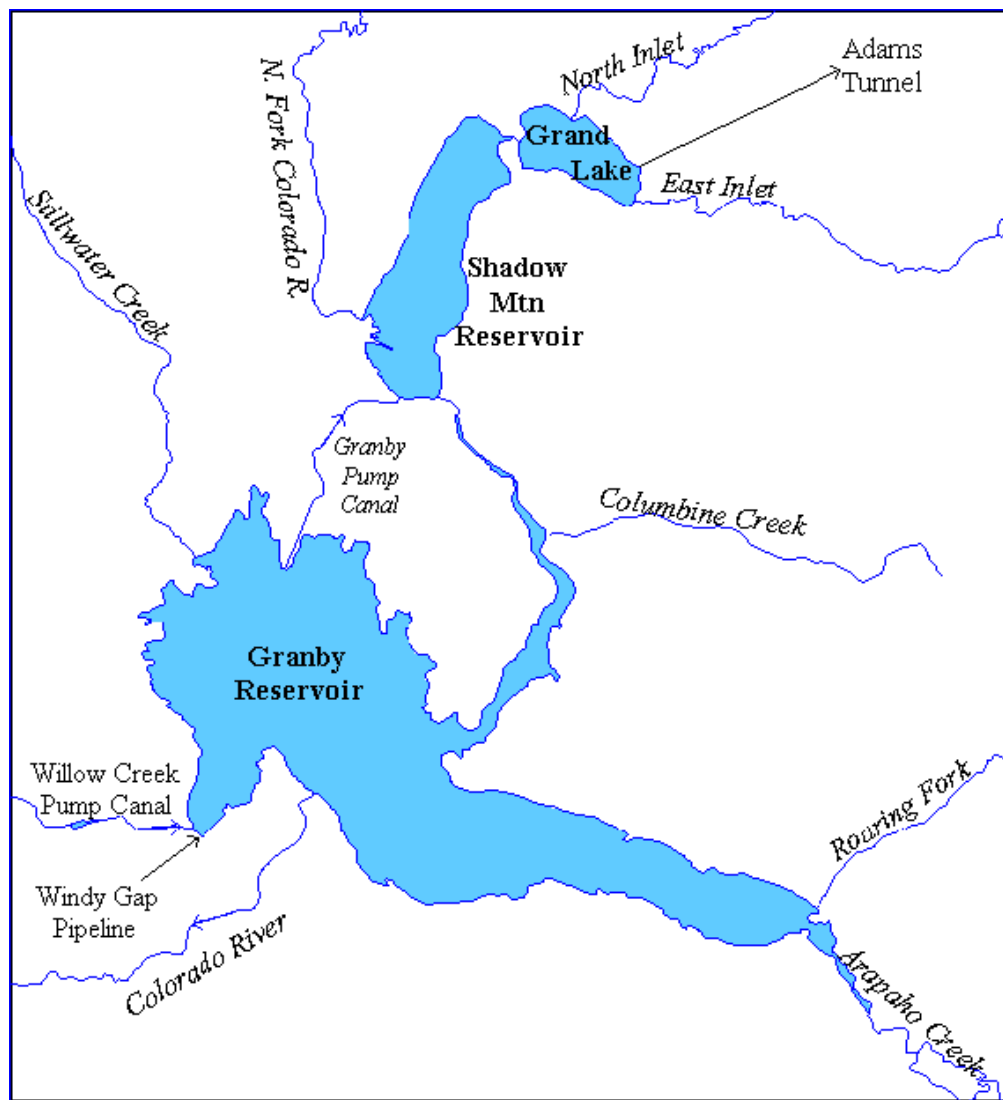 North Inlet
Adams
Tunnel
N. Fork Colorado R.
Grand
Lake
East Inlet
Stillwater Creek
Shadow
Mtn
Reservoir
Granby
Pump
Canal
Columbine Creek
Granby
Reservoir
Willow Creek
Pump Canal
Roaring Fork
Windy Gap
Pipeline
Colorado River
Arapaho Creek